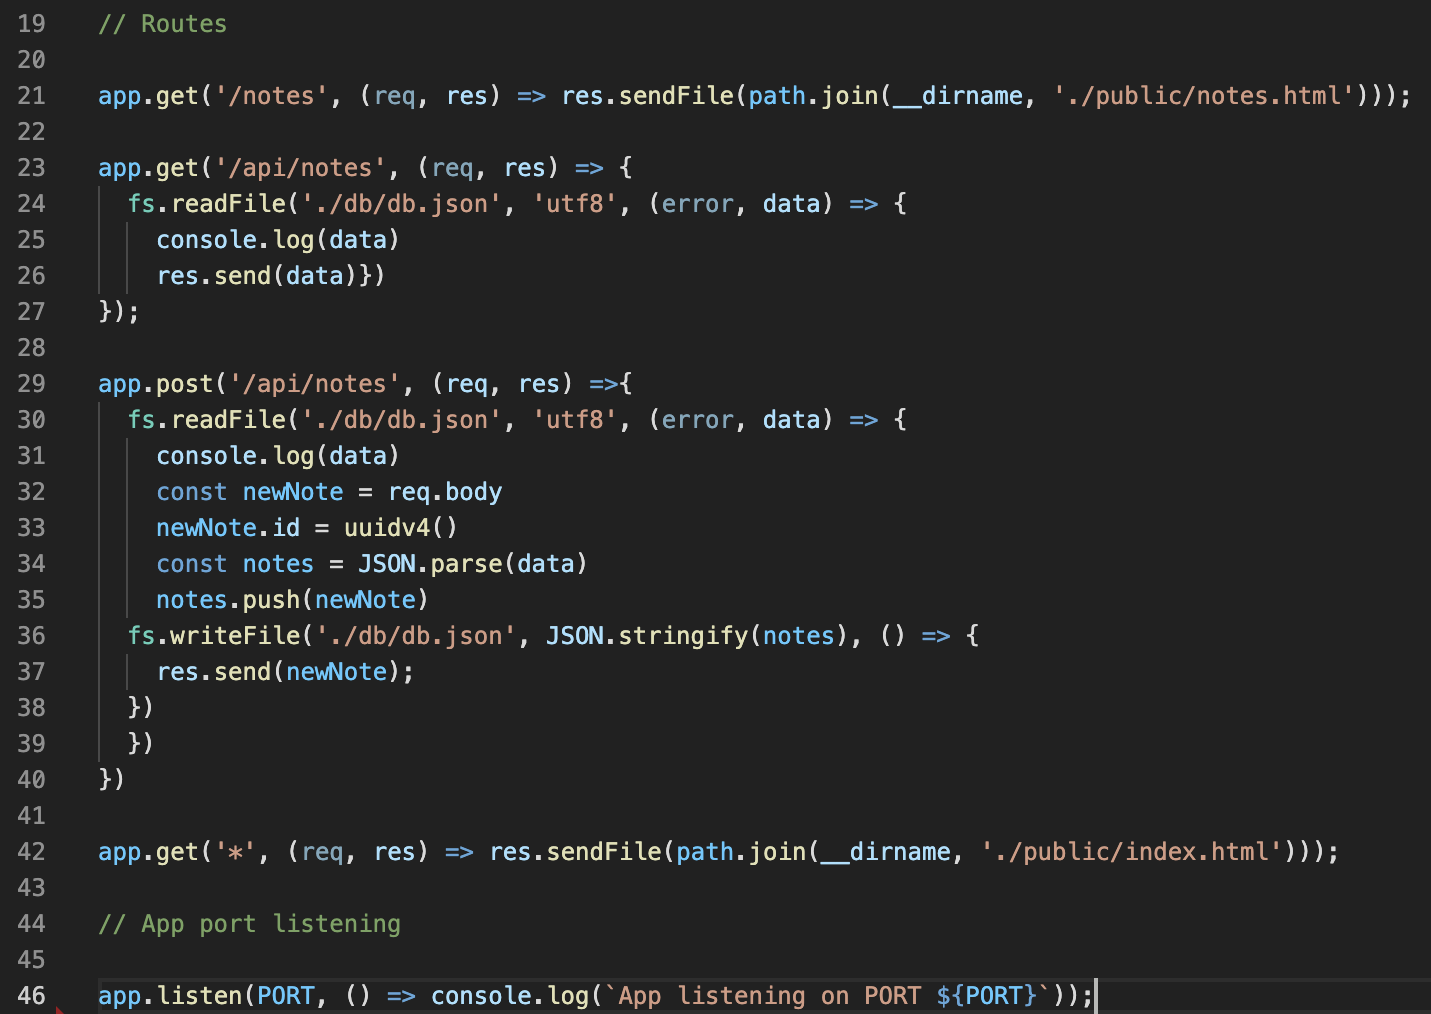 19 // Routes
20
21 app.get('/notes', (req, res) => res.sendFile(path.join(__dirname, './public/notes.html')));
22
23 app.get('/api/notes', (req, res) => {
24 fs.readFile('./db/db.json', 'utf8', (error, data) => {
25 console.log(data)
26 res.send(data)})
27 });
28
29 app.post('/api/notes', (req, res) =>{
30 fs.readFile('./db/db.json', 'utf8', (error, data) => {
31 console.log(data)
32 const newNote = req.body
33 newNote.id = uuidv4()
34 const notes = JSON.parse(data)
35 notes.push(newNote)
36 fs.writeFile('./db/db.json', JSON.stringify(notes), () => {
37 res.send(newNote);
38 })
39 })
40 })
41
42 app.get('*', (req, res) => res.sendFile(path.join(__dirname, './public/index.html')));
43
44 // App port listening
45
46 app.listen(PORT, () => console.log(`App listening on PORT ${PORT}`));